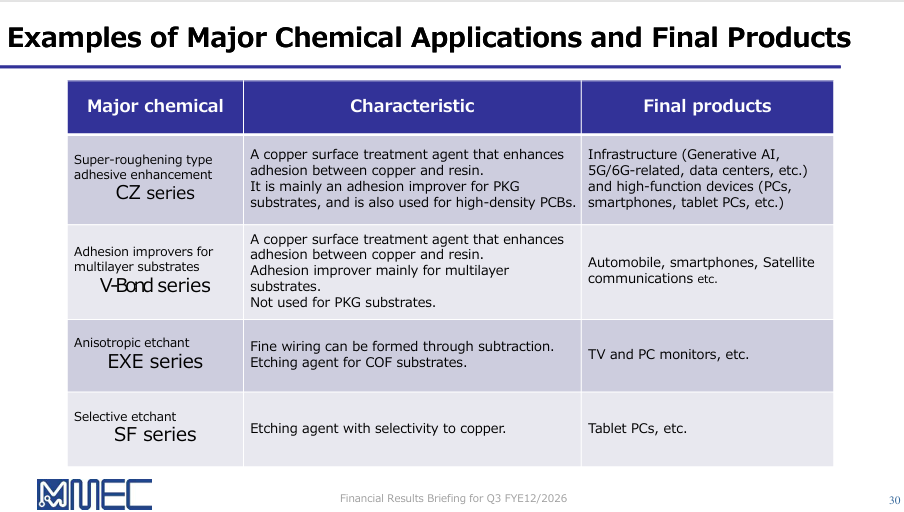 Examples of Major Chemical Applications and Final Products
Major chemical
Characteristic
Final products
Super-roughening type
adhesive enhancement
CZ series
A copper surface treatment agent that enhances
adhesion between copper and resin.
It is mainly an adhesion improver for PKG
substrates, and is also used for high-density PCBs.
Infrastructure (Generative AI,
5G/6G-related, data centers, etc.)
and high-function devices (PCs,
smartphones, tablet PCs, etc.)
Adhesion improvers for
multilayer substrates
V-Bond series
A copper surface treatment agent that enhances
adhesion between copper and resin.
Adhesion improver mainly for multilayer
substrates.
Not used for PKG substrates.
Automobile, smartphones, Satellite
communications etc.
Anisotropic etchant
EXE series
Fine wiring can be formed through subtraction.
Etching agent for COF substrates.
TV and PC monitors, etc.
Selective etchant
SF series
Etching agent with selectivity to copper.
Tablet PCs, etc.
MEC
Financial Results Briefing for Q3 FYE12/2026
30